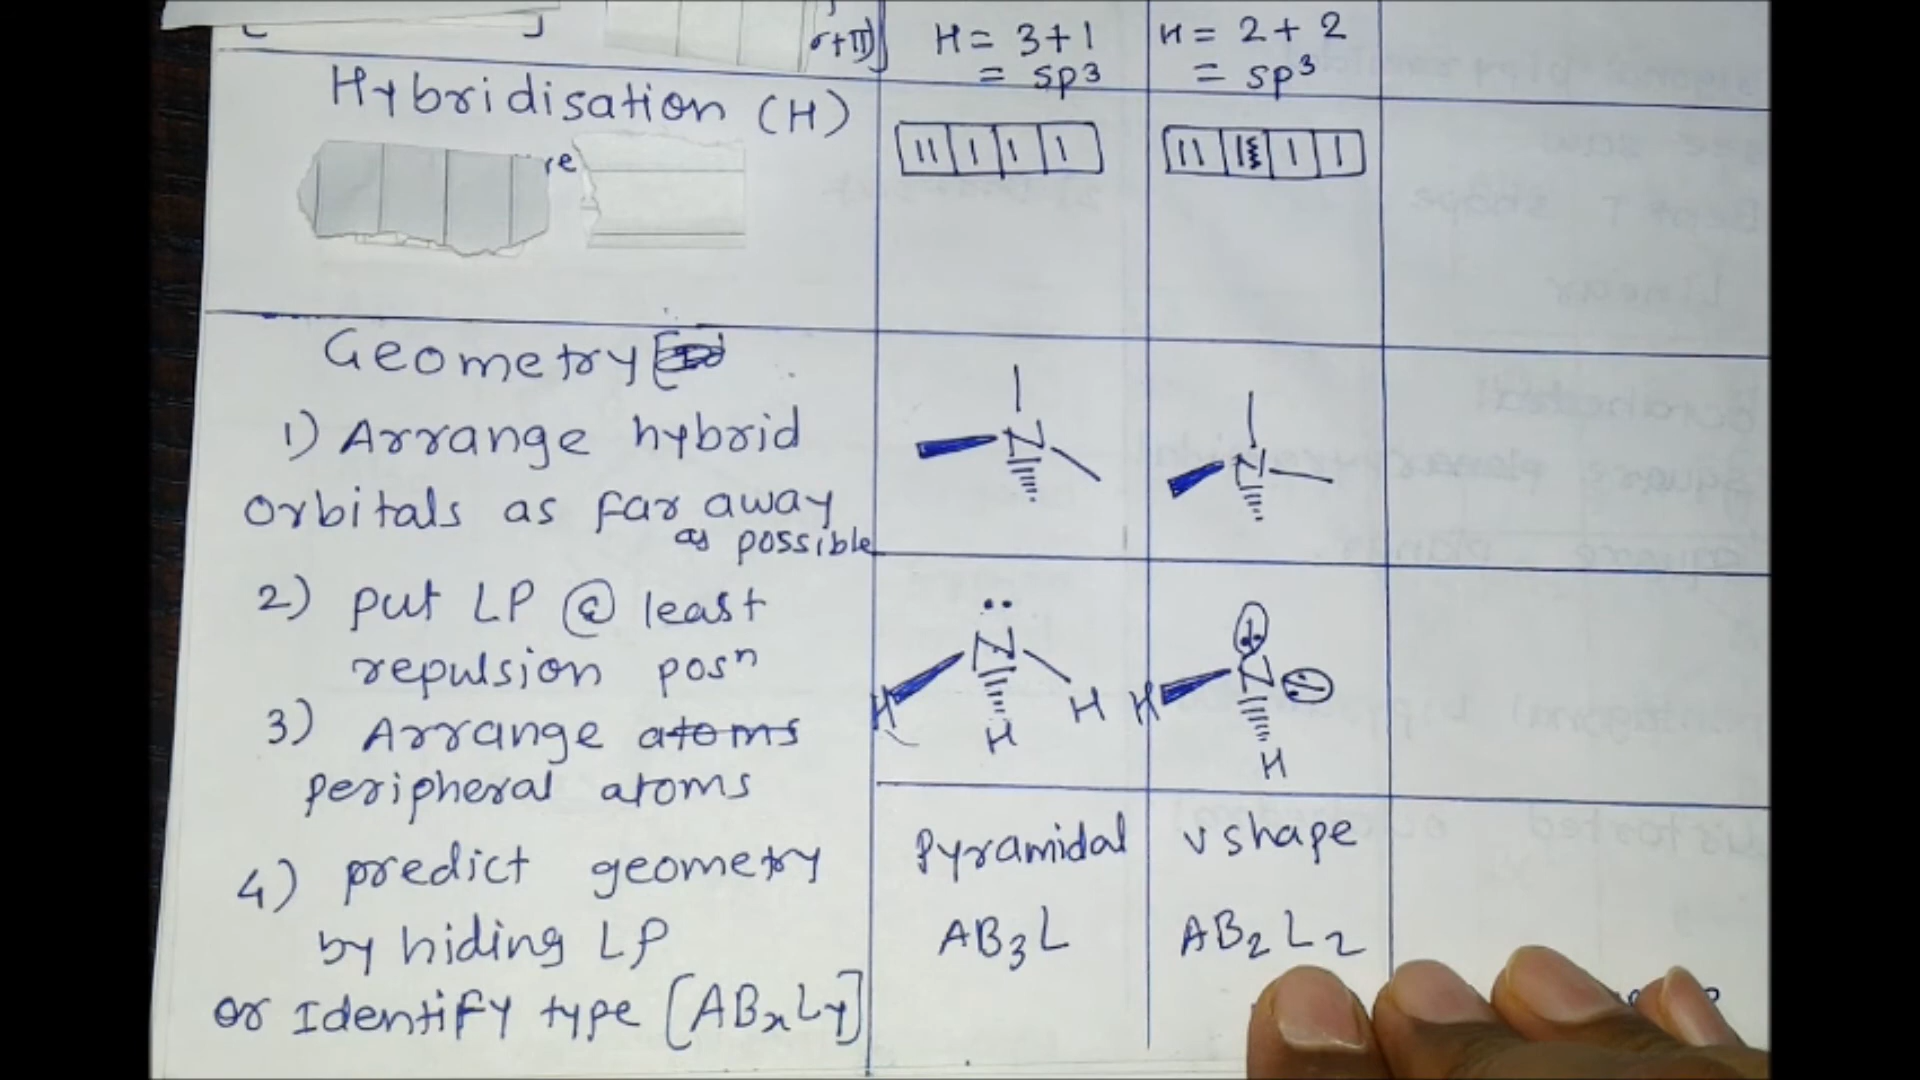 σ+π)]
H = 3+1
= sp3
H = 2+2
= sp3
Hybridisation (H)
re
Geometry
1) Arrange hybrid
orbitals as far away
as possible
N
N
2) put LP @ least
repulsion posn
3) Arrange atoms
peripheral atoms
N
H
H
H
N
H
H
4) predict geometry
by hiding LP
or Identify type [ABxLy]
pyramidal
AB3L
v shape
AB2L2